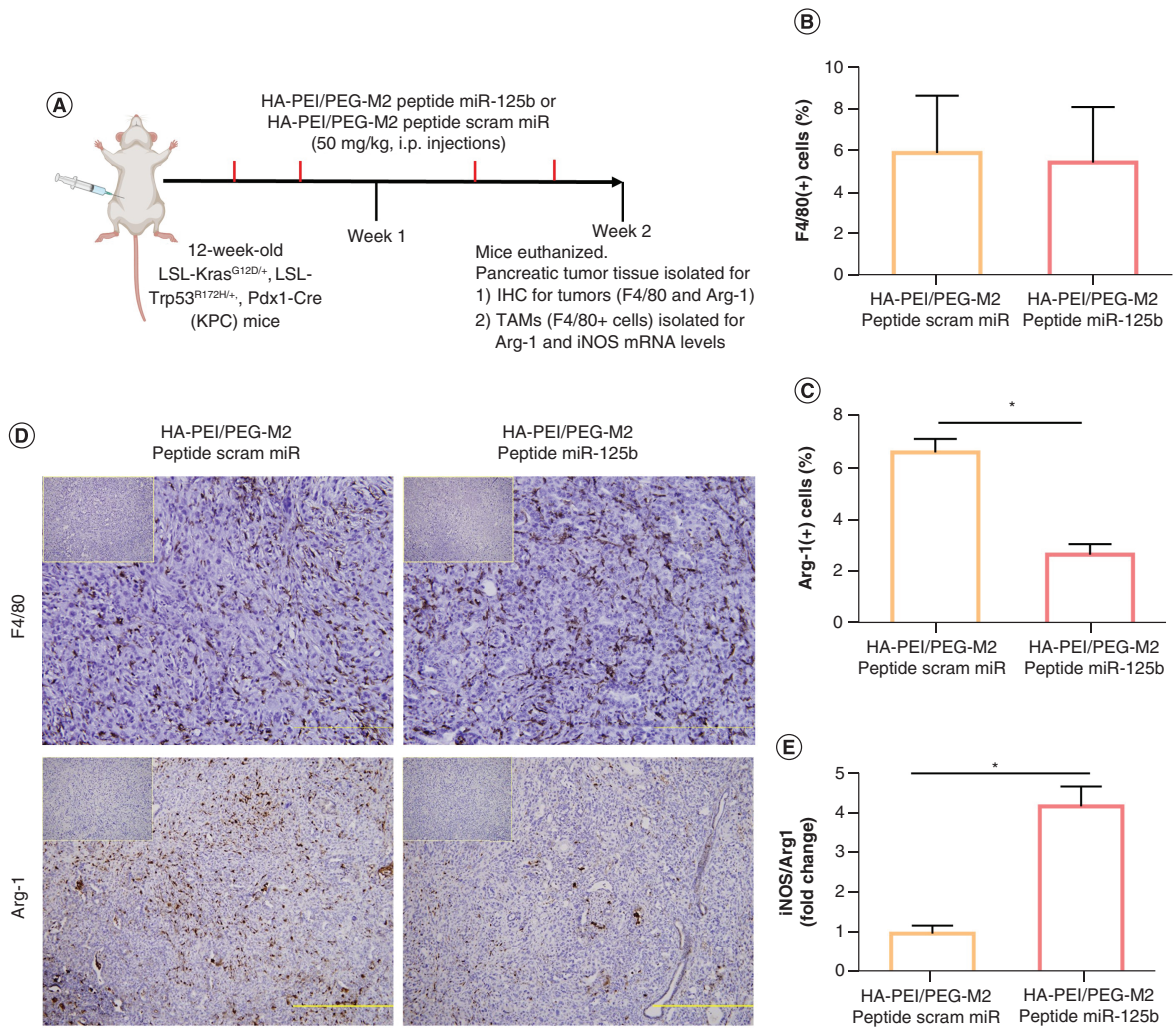 A
HA-PEI/PEG-M2 peptide miR-125b or
HA-PEI/PEG-M2 peptide scram miR
(50 mg/kg, i.p. injections)
Week 1
Week 2
12-week-old
LSL-KrasG12D/+, LSL-
Trp53R172H/+, Pdx1-Cre
(KPC) mice
Mice euthanized.
Pancreatic tumor tissue isolated for
1) IHC for tumors (F4/80 and Arg-1)
2) TAMs (F4/80+ cells) isolated for
Arg-1 and iNOS mRNA levels
B
F4/80(+) cells (%)
10
8
6
4
2
0
HA-PEI/PEG-M2
Peptide scram miR
HA-PEI/PEG-M2
Peptide miR-125b
C
Arg-1(+) cells (%)
8
6
4
2
0
*
HA-PEI/PEG-M2
Peptide scram miR
HA-PEI/PEG-M2
Peptide miR-125b
D
HA-PEI/PEG-M2
Peptide scram miR
HA-PEI/PEG-M2
Peptide miR-125b
F4/80
Arg-1
E
iNOS/Arg1
(fold change)
5
4
3
2
1
0
*
HA-PEI/PEG-M2
Peptide scram miR
HA-PEI/PEG-M2
Peptide miR-125b